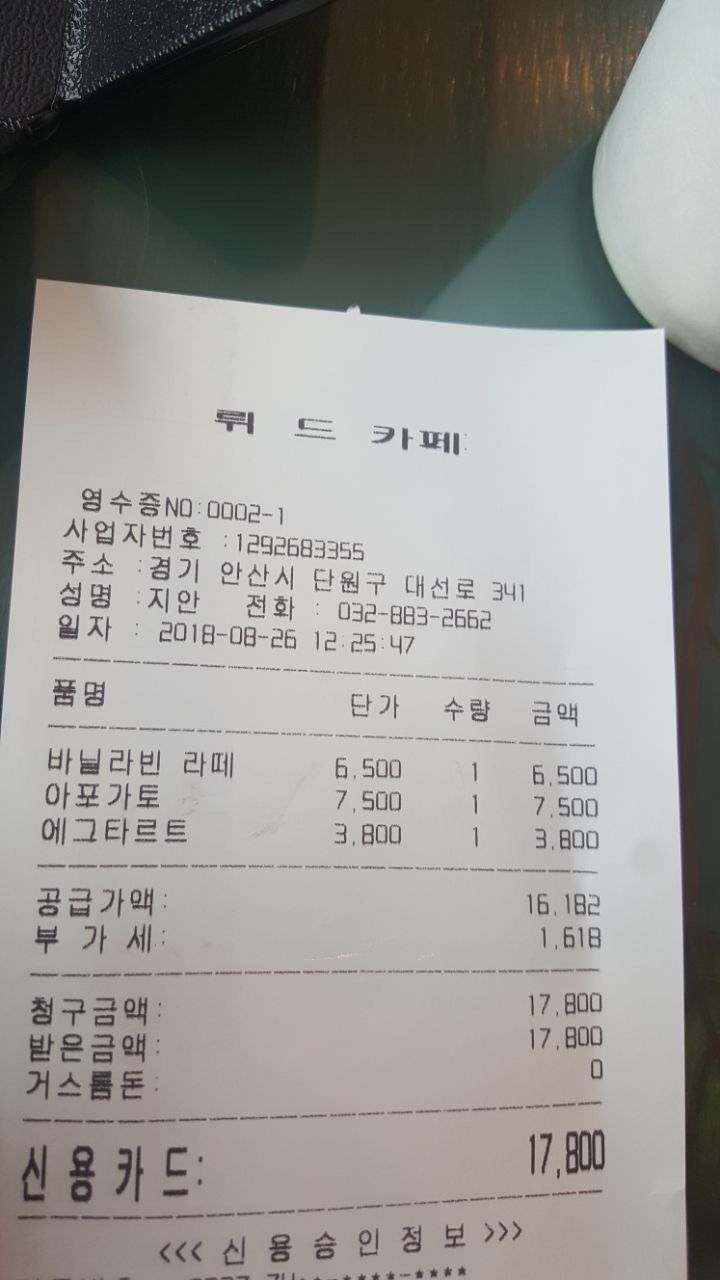 뤼 드 카페
영수증NO:0002-1
사업자번호 :1292683355
주소 :경기 안산시 단원구 대선로 341
성명 :지안 전화 : 032-883-2662
일자 : 2018-08-26 12:25:47
품명 단가 수량 금액
바닐라빈 라떼 6,500 1 6,500
아포가토 7,500 1 7,500
에그타르트 3,800 1 3,800
공급가액: 16,182
부 가 세: 1,618
청구금액: 17,800
받은금액: 17,800
거스롬돈: 0
신용카드: 17,800
<<< 신 용 승 인 정 보 >>>